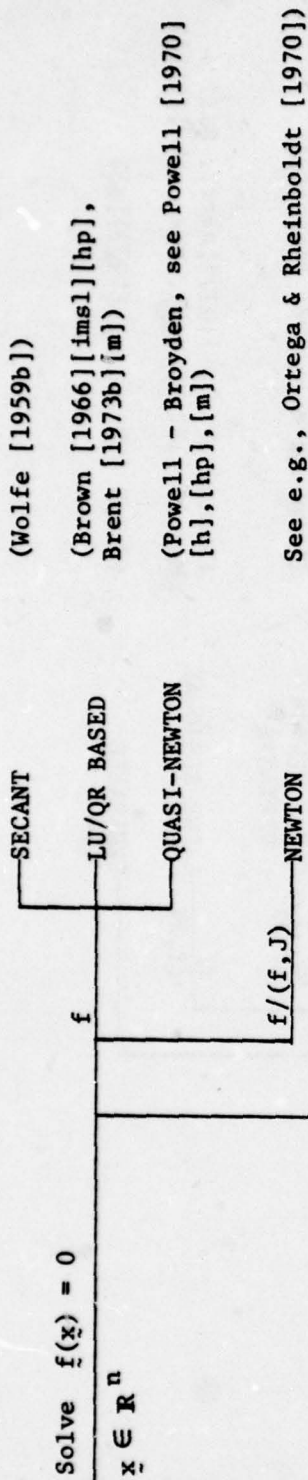 Solve f(x) = 0
x ∈ R^n
f
SECANT
(Wolfe [1959b])
LU/QR BASED
(Brown [1966][imsl][hp],
Brent [1973b][m])
QUASI-NEWTON
(Powell - Broyden, see Powell [1970]
[h],[hp],[m])
f/(f,J)
NEWTON
See e.g., Ortega & Rheinboldt [1970])